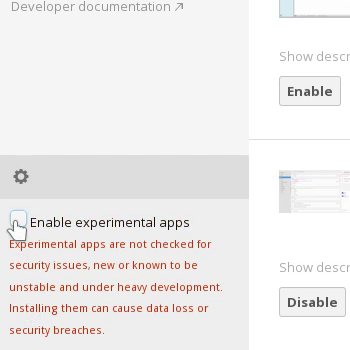 Developer documentation ↗
Show descr
Enable
Enable experimental apps
Experimental apps are not checked for
security issues, new or known to be
unstable and under heavy development.
Installing them can cause data loss or
security breaches.
Show descr
Disable